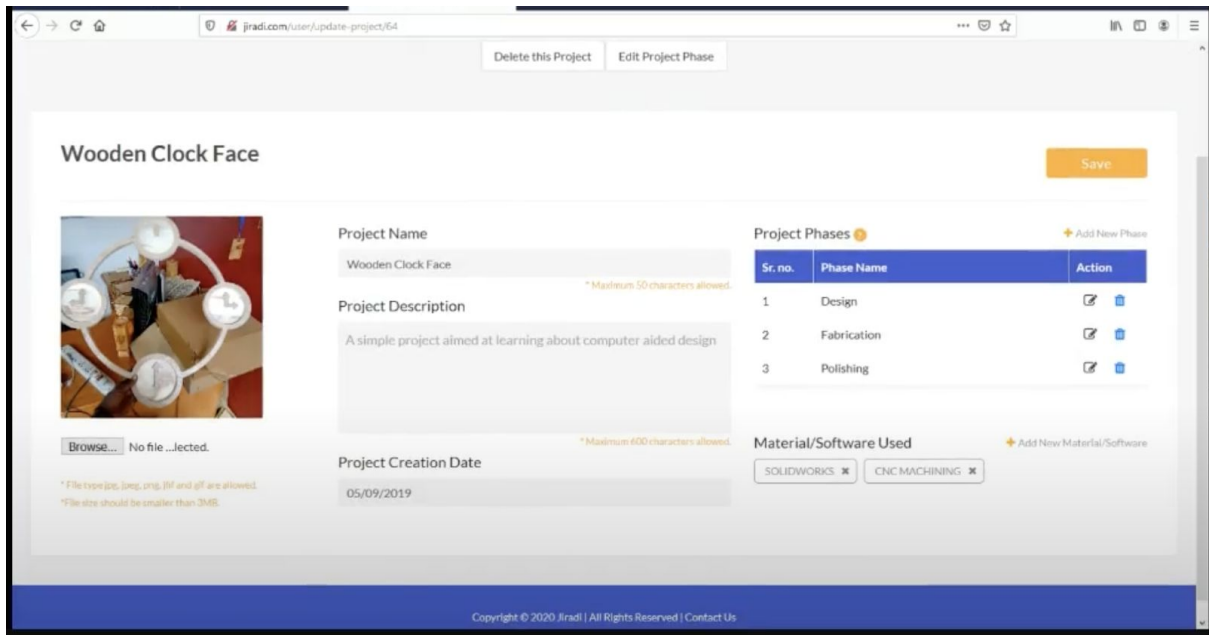 jiradi.com/user/update-project/64
Delete this Project
Edit Project Phase
Wooden Clock Face
Save
Project Name
Wooden Clock Face
* Maximum 50 characters allowed.
Project Description
A simple project aimed at learning about computer aided design
* Maximum 600 characters allowed.
Project Creation Date
05/09/2019
Browse... No file ...lected.
* File type jpg, jpeg, png, jfif and gif are allowed.
*File size should be smaller than 3MB.
Project Phases ?
+ Add New Phase
Sr. no. Phase Name Action
1 Design
2 Fabrication
3 Polishing
Material/Software Used
+ Add New Material/Software
SOLIDWORKS ✖ CNC MACHINING ✖
Copyright © 2020 Jiradi | All Rights Reserved | Contact Us